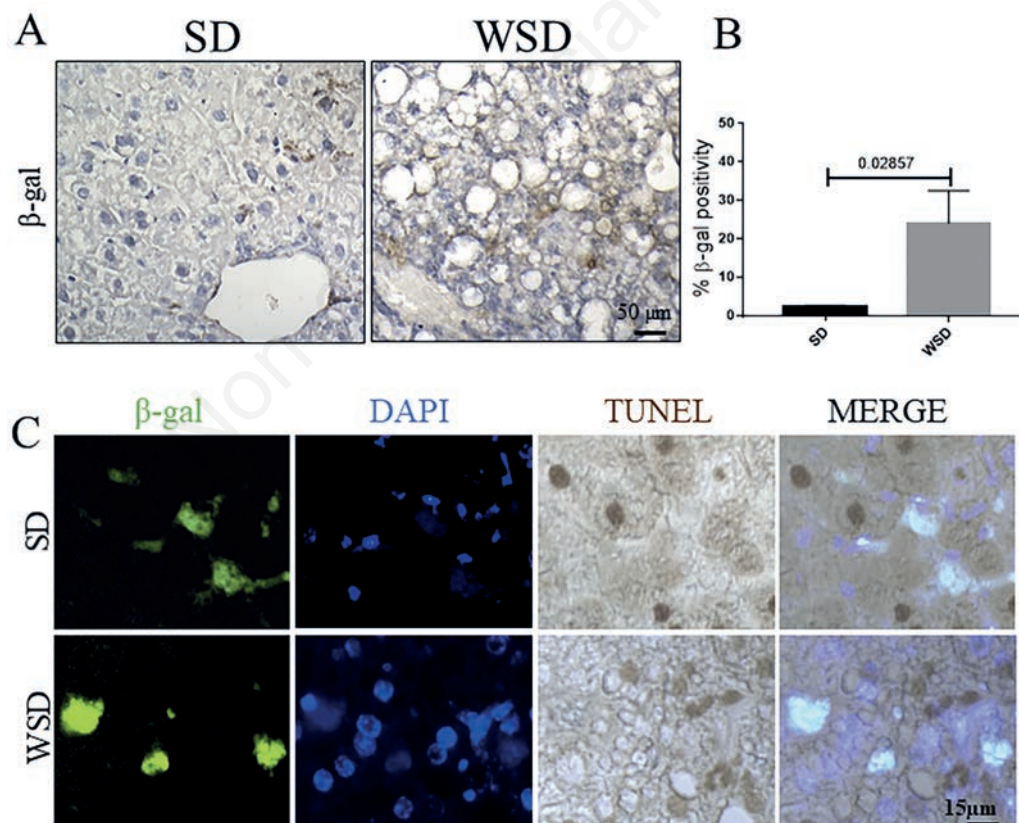 A
SD
WSD
β-gal
50 μm
B
% β-gal positivity
50
40
30
20
10
0
0.02857
SD
WSD
C
β-gal
DAPI
TUNEL
MERGE
SD
WSD
15μm